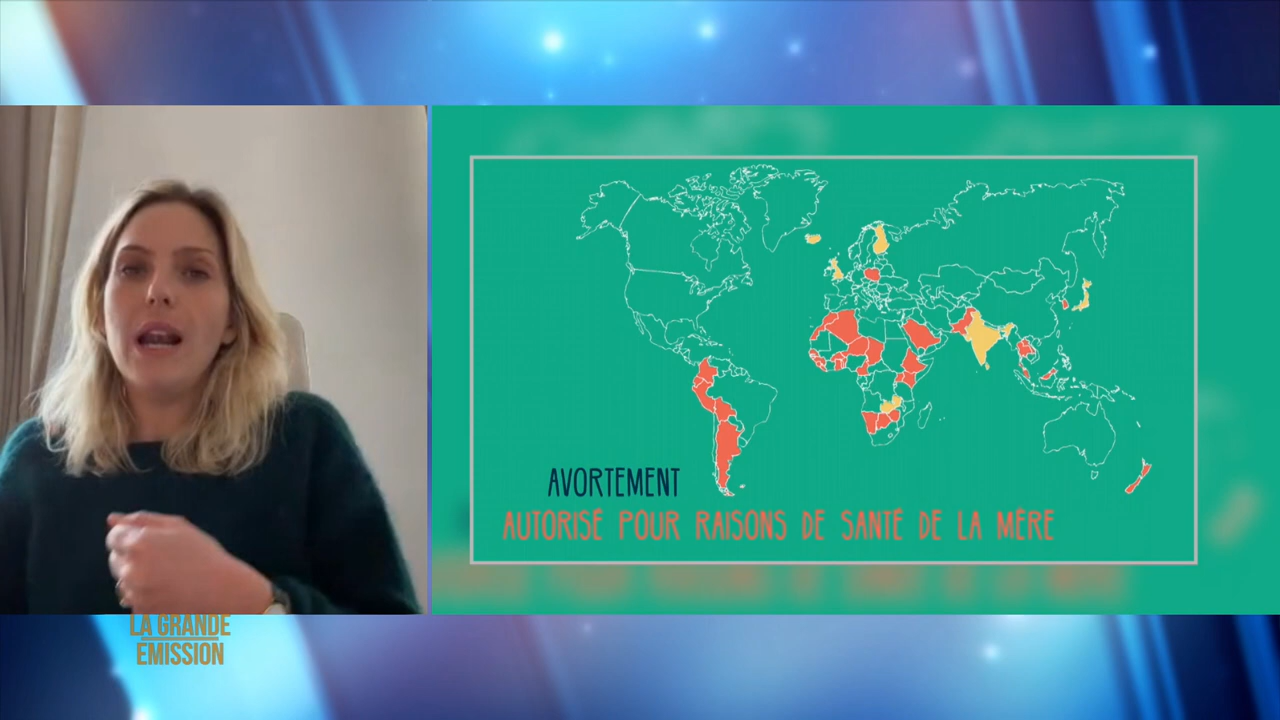 AVORTEMENT
AUTORISÉ POUR RAISONS DE SANTÉ DE LA MÈRE
LA GRANDE
EMISSION